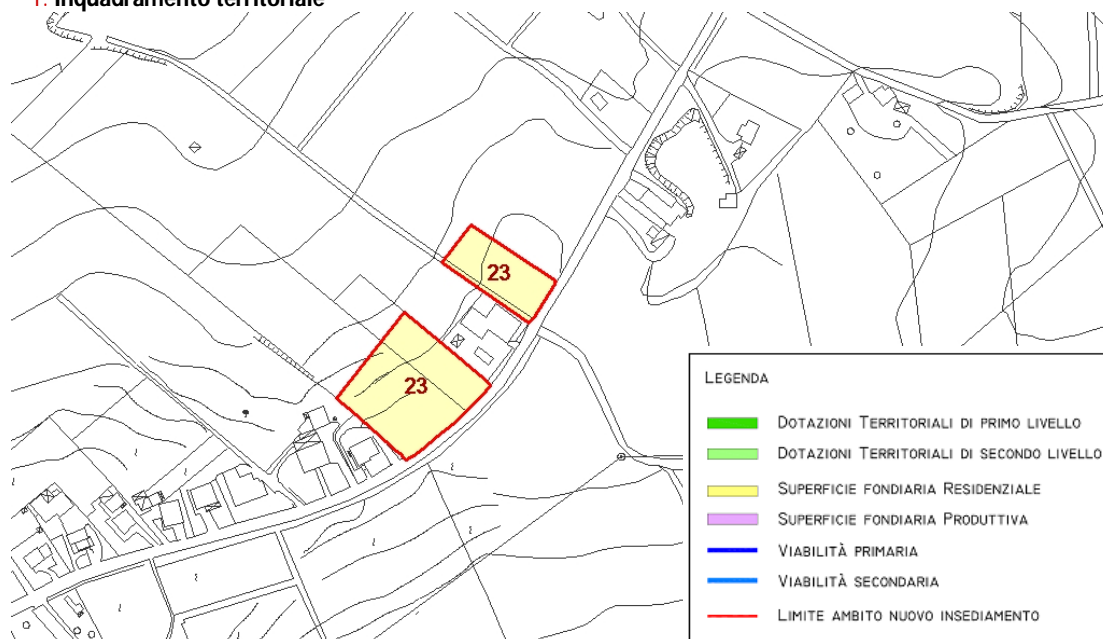 1. Inquadramento territoriale
23
23
LEGENDA
DOTAZIONI TERRITORIALI DI PRIMO LIVELLO
DOTAZIONI TERRITORIALI DI SECONDO LIVELLO
SUPERFICIE FONDIARIA RESIDENZIALE
SUPERFICIE FONDIARIA PRODUTTIVA
VIABILITÀ PRIMARIA
VIABILITÀ SECONDARIA
LIMITE AMBITO NUOVO INSEDIAMENTO